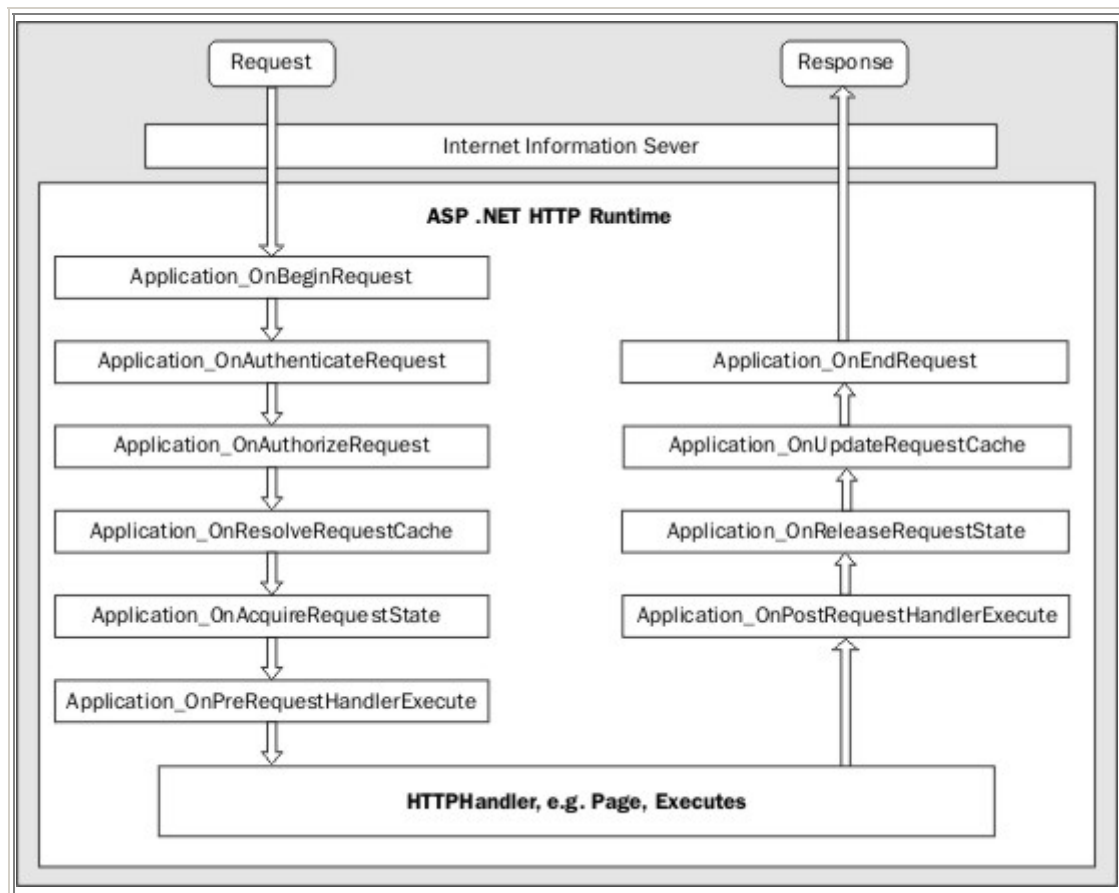 Request
Response
Internet Information Sever
ASP .NET HTTP Runtime
Application_OnBeginRequest
Application_OnAuthenticateRequest
Application_OnAuthorizeRequest
Application_OnResolveRequestCache
Application_OnAcquireRequestState
Application_OnPreRequestHandlerExecute
HTTPHandler, e.g. Page, Executes
Application_OnPostRequestHandlerExecute
Application_OnReleaseRequestState
Application_OnUpdateRequestCache
Application_OnEndRequest